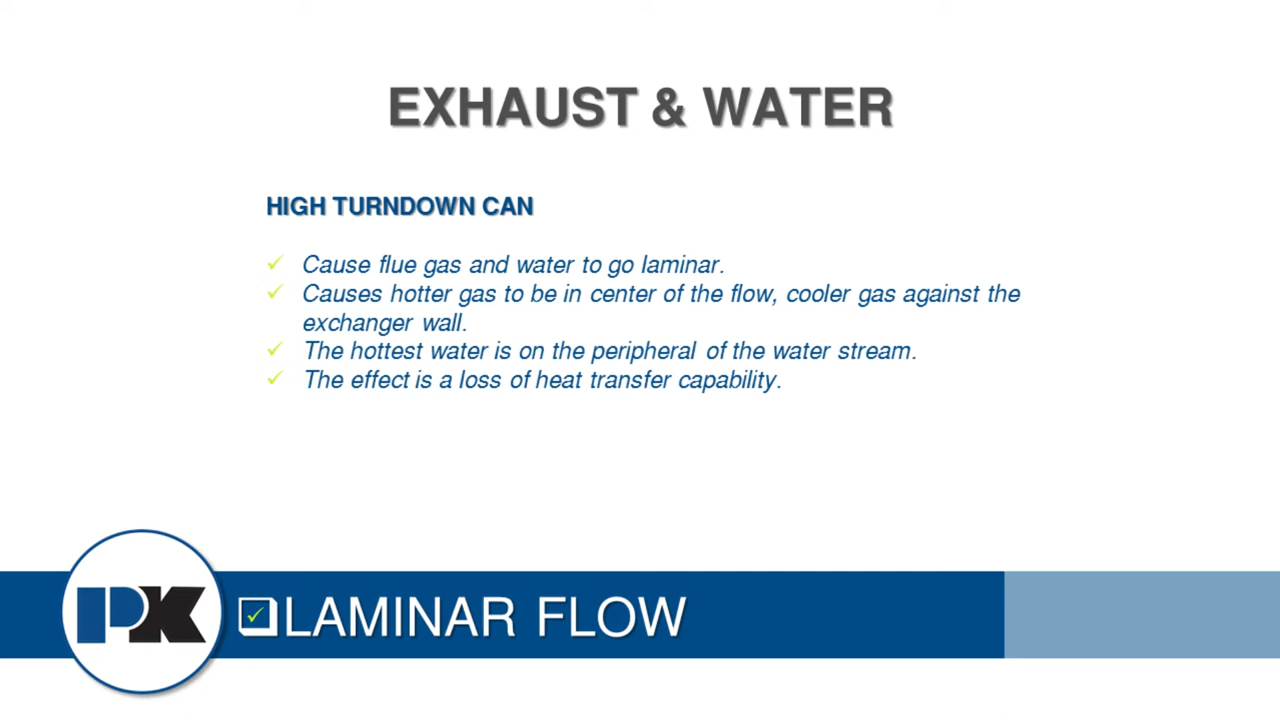 EXHAUST & WATER
HIGH TURNDOWN CAN
Cause flue gas and water to go laminar.
Causes hotter gas to be in center of the flow, cooler gas against the
exchanger wall.
The hottest water is on the peripheral of the water stream.
The effect is a loss of heat transfer capability.
PK
LAMINAR FLOW